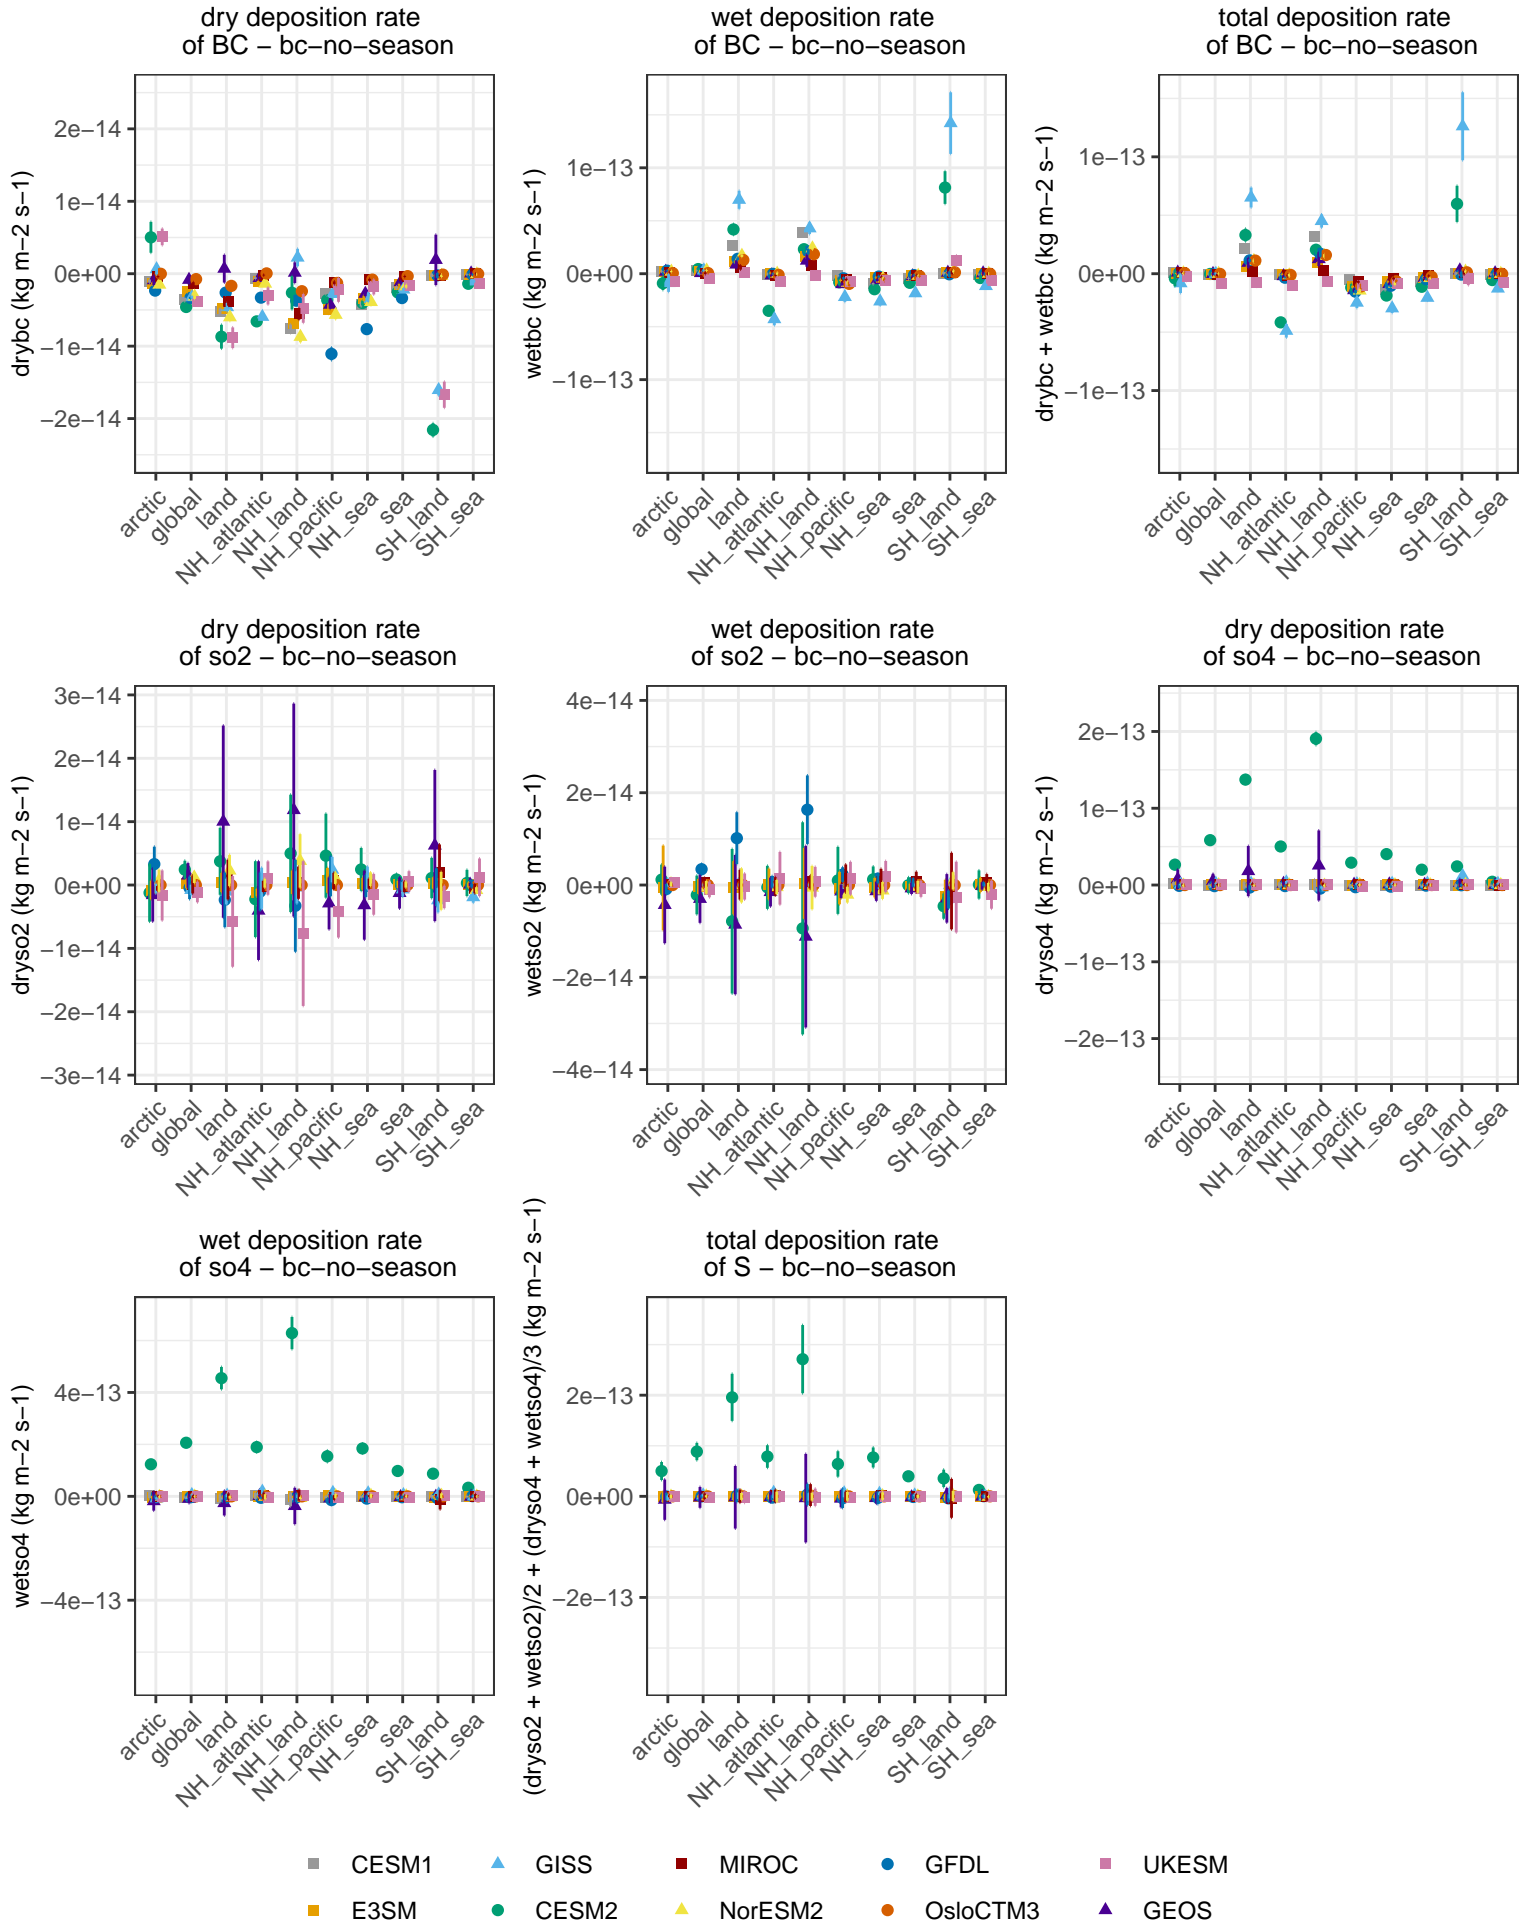 dry deposition rate
of BC − bc−no−season
drybc (kg m−2 s−1)
2e−14
1e−14
0e+00
−1e−14
−2e−14
arctic
global
land
NH_atlantic
NH_land
NH_pacific
NH_sea
sea
SH_land
SH_sea
wet deposition rate
of BC − bc−no−season
wetbc (kg m−2 s−1)
1e−13
0e+00
−1e−13
arctic
global
land
NH_atlantic
NH_land
NH_pacific
NH_sea
sea
SH_land
SH_sea
total deposition rate
of BC − bc−no−season
drybc + wetbc (kg m−2 s−1)
1e−13
0e+00
−1e−13
arctic
global
land
NH_atlantic
NH_land
NH_pacific
NH_sea
sea
SH_land
SH_sea
dry deposition rate
of so2 − bc−no−season
dryso2 (kg m−2 s−1)
3e−14
2e−14
1e−14
0e+00
−1e−14
−2e−14
−3e−14
arctic
global
land
NH_atlantic
NH_land
NH_pacific
NH_sea
sea
SH_land
SH_sea
wet deposition rate
of so2 − bc−no−season
wetso2 (kg m−2 s−1)
4e−14
2e−14
0e+00
−2e−14
−4e−14
arctic
global
land
NH_atlantic
NH_land
NH_pacific
NH_sea
sea
SH_land
SH_sea
dry deposition rate
of so4 − bc−no−season
dryso4 (kg m−2 s−1)
2e−13
1e−13
0e+00
−1e−13
−2e−13
arctic
global
land
NH_atlantic
NH_land
NH_pacific
NH_sea
sea
SH_land
SH_sea
wet deposition rate
of so4 − bc−no−season
wetso4 (kg m−2 s−1)
4e−13
0e+00
−4e−13
arctic
global
land
NH_atlantic
NH_land
NH_pacific
NH_sea
sea
SH_land
SH_sea
total deposition rate
of S − bc−no−season
(dryso2 + wetso2)/2 + (dryso4 + wetso4)/3 (kg m−2 s−1)
2e−13
0e+00
−2e−13
arctic
global
land
NH_atlantic
NH_land
NH_pacific
NH_sea
sea
SH_land
SH_sea
CESM1 GISS MIROC GFDL UKESM
E3SM CESM2 NorESM2 OsloCTM3 GEOS